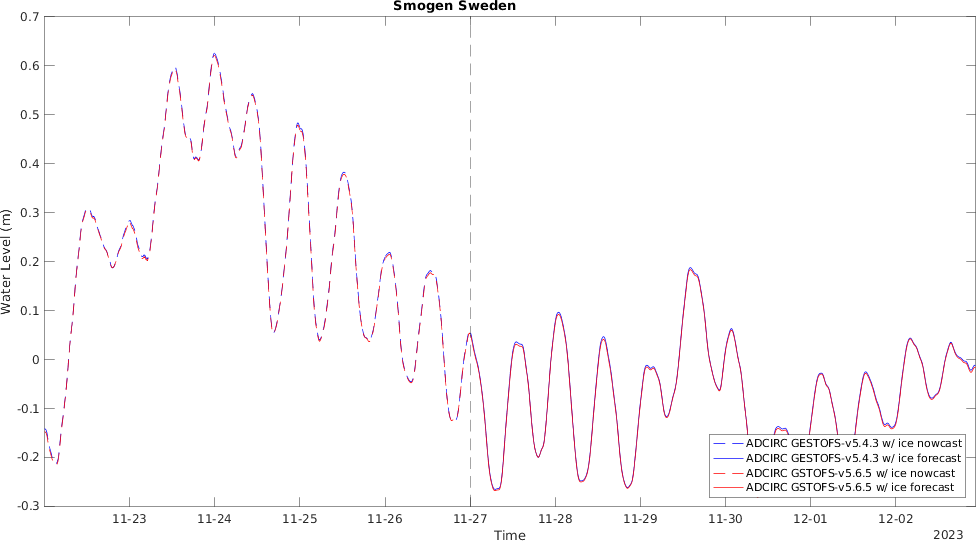 Smogen Sweden
0.7
0.6
0.5
0.4
0.3
0.2
0.1
0
-0.1
-0.2
-0.3
Water Level (m)
ADCIRC GESTOFS-v5.4.3 w/ ice nowcast
ADCIRC GESTOFS-v5.4.3 w/ ice forecast
ADCIRC GSTOFS-v5.6.5 w/ ice nowcast
ADCIRC GSTOFS-v5.6.5 w/ ice forecast
11-23 11-24 11-25 11-26 11-27 11-28 11-29 11-30 12-01 12-02
Time
2023